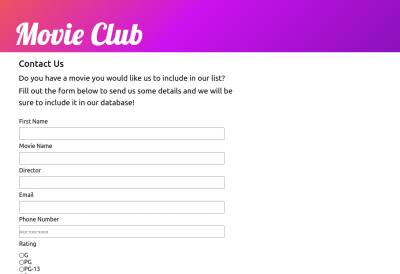 Movie Club
Contact Us
Do you have a movie you would like us to include in our list?
Fill out the form below to send us some details and we will be
sure to include it in our database!
First Name
Movie Name
Director
Email
Phone Number
xxx-xxx-xxxx
Rating
G
PG
PG-13